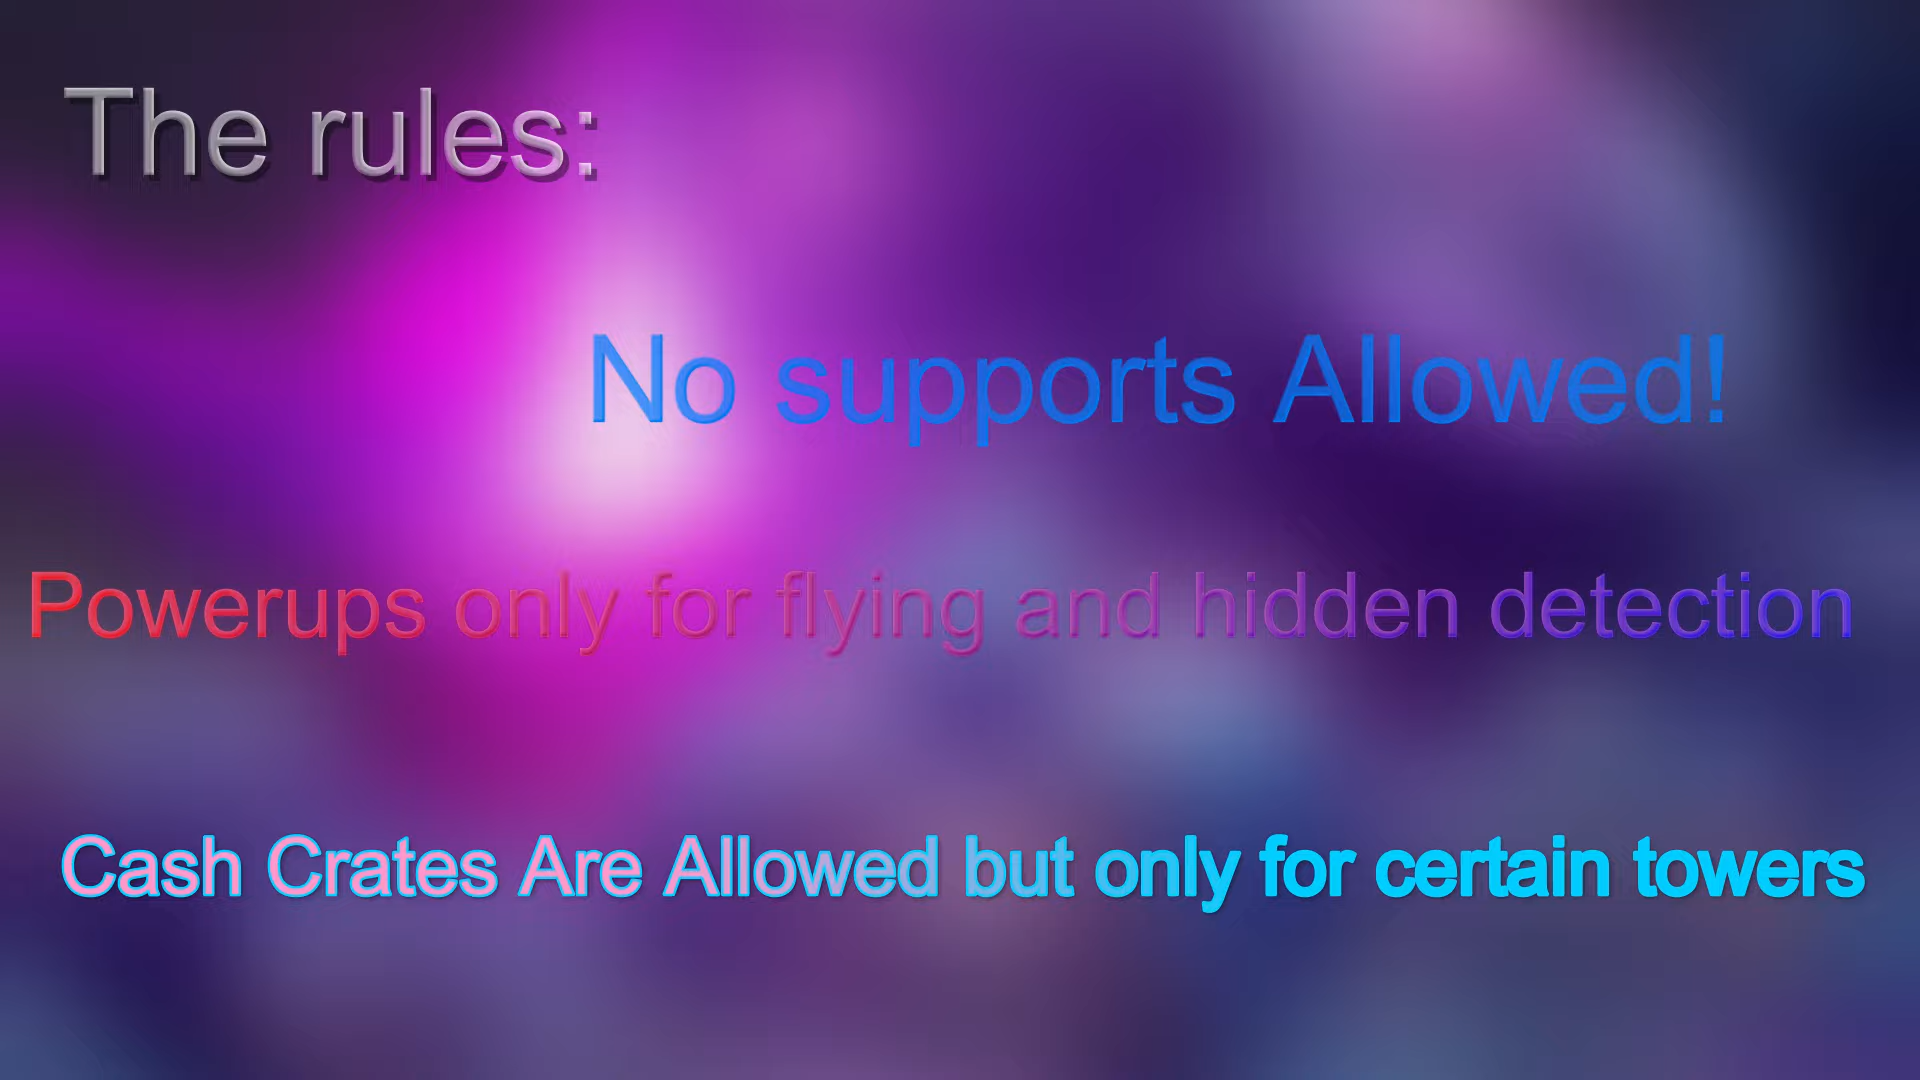 The rules:
No supports Allowed!
Powerups only for flying and hidden detection
Cash Crates Are Allowed but only for certain towers